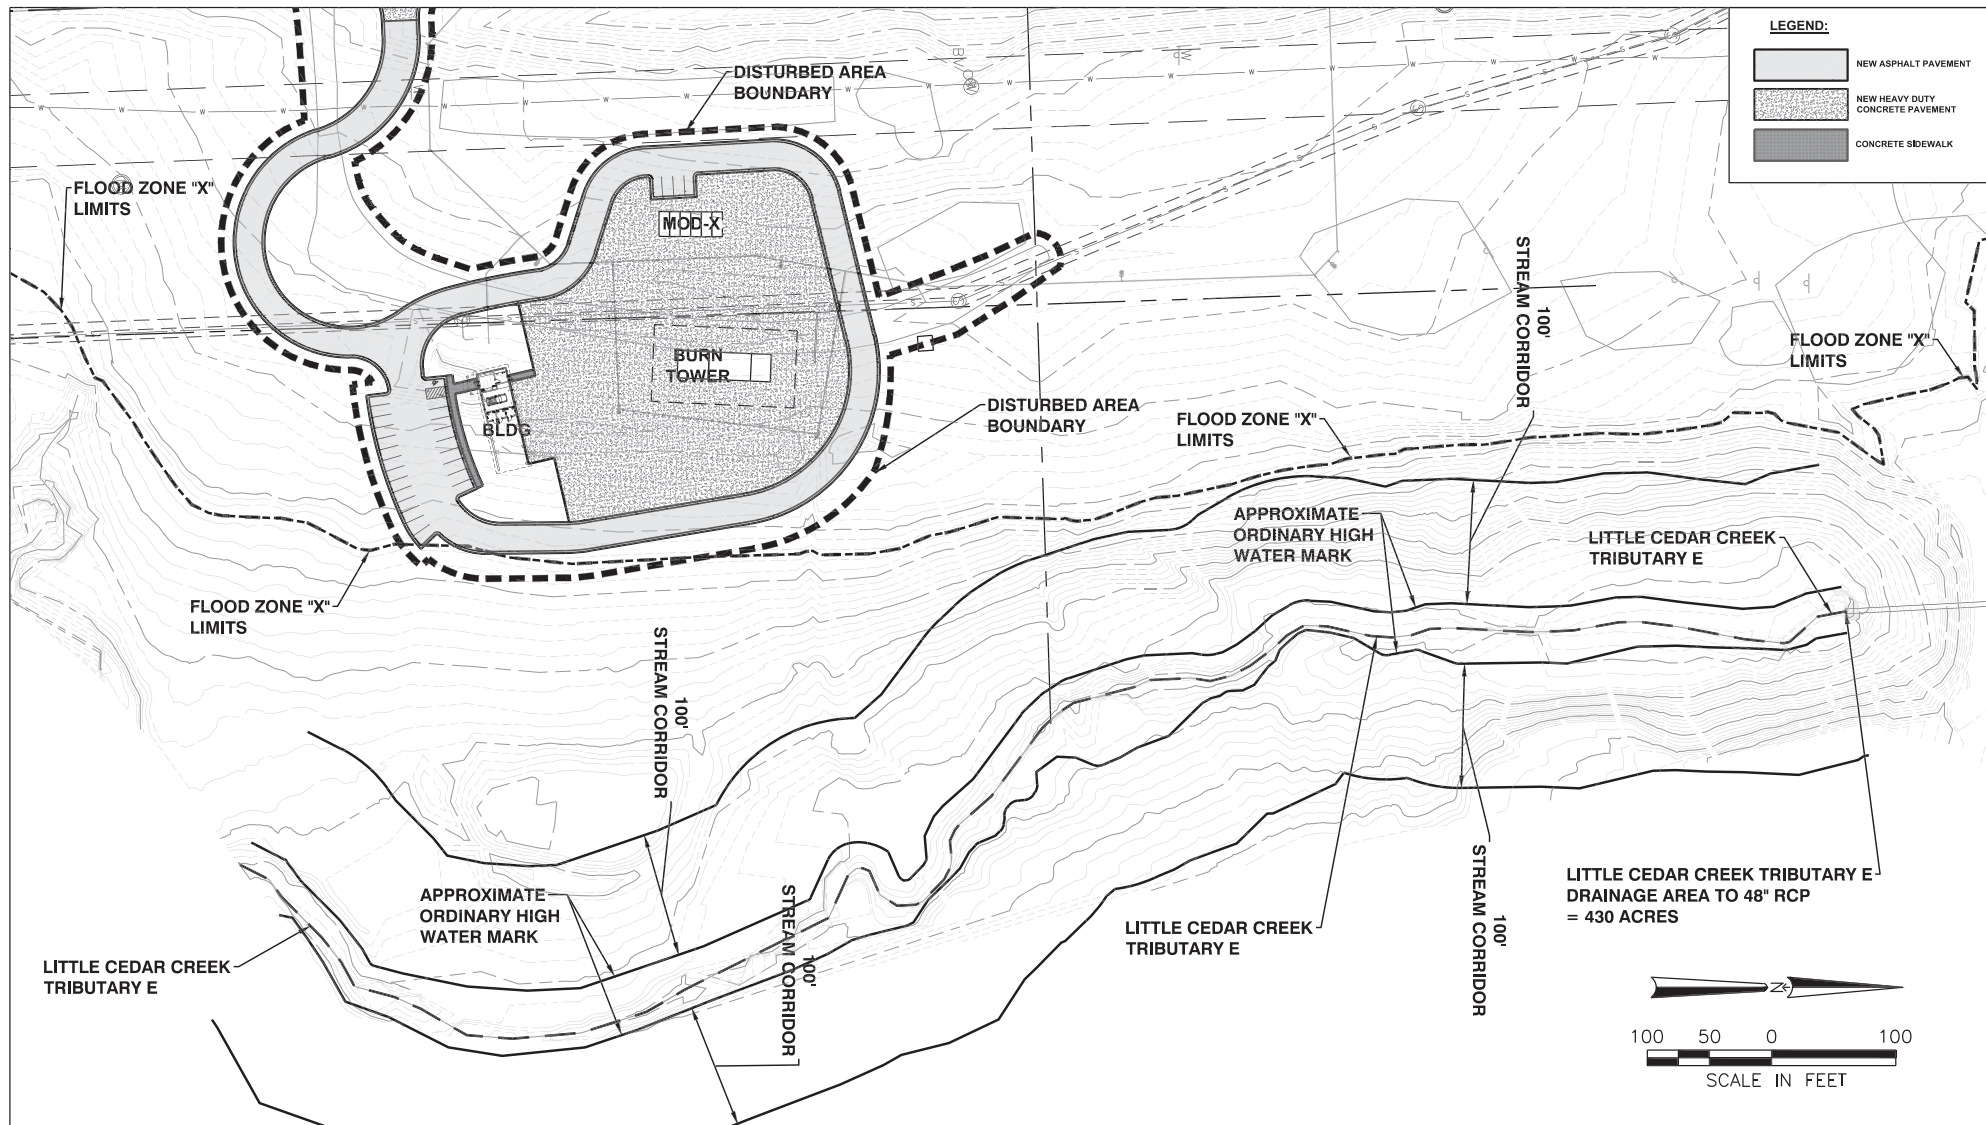 LEGEND:
NEW ASPHALT PAVEMENT
NEW HEAVY DUTY
CONCRETE PAVEMENT
CONCRETE SIDEWALK
DISTURBED AREA
BOUNDARY
FLOOD ZONE "X"
LIMITS
MOD-X
BURN
TOWER
BLDG
DISTURBED AREA
BOUNDARY
FLOOD ZONE "X"
LIMITS
100'
STREAM CORRIDOR
FLOOD ZONE "X"
LIMITS
APPROXIMATE
ORDINARY HIGH
WATER MARK
LITTLE CEDAR CREEK
TRIBUTARY E
FLOOD ZONE "X"
LIMITS
100'
STREAM CORRIDOR
APPROXIMATE
ORDINARY HIGH
WATER MARK
100'
STREAM CORRIDOR
LITTLE CEDAR CREEK
TRIBUTARY E
LITTLE CEDAR CREEK
TRIBUTARY E
100'
STREAM CORRIDOR
LITTLE CEDAR CREEK TRIBUTARY E
DRAINAGE AREA TO 48" RCP
= 430 ACRES
N
100 50 0 100
SCALE IN FEET